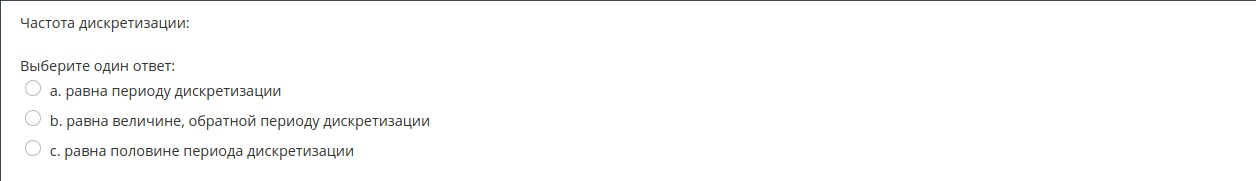 Частота дискретизации:
Выберите один ответ:
a. равна периоду дискретизации
b. равна величине, обратной периоду дискретизации
c. равна половине периода дискретизации